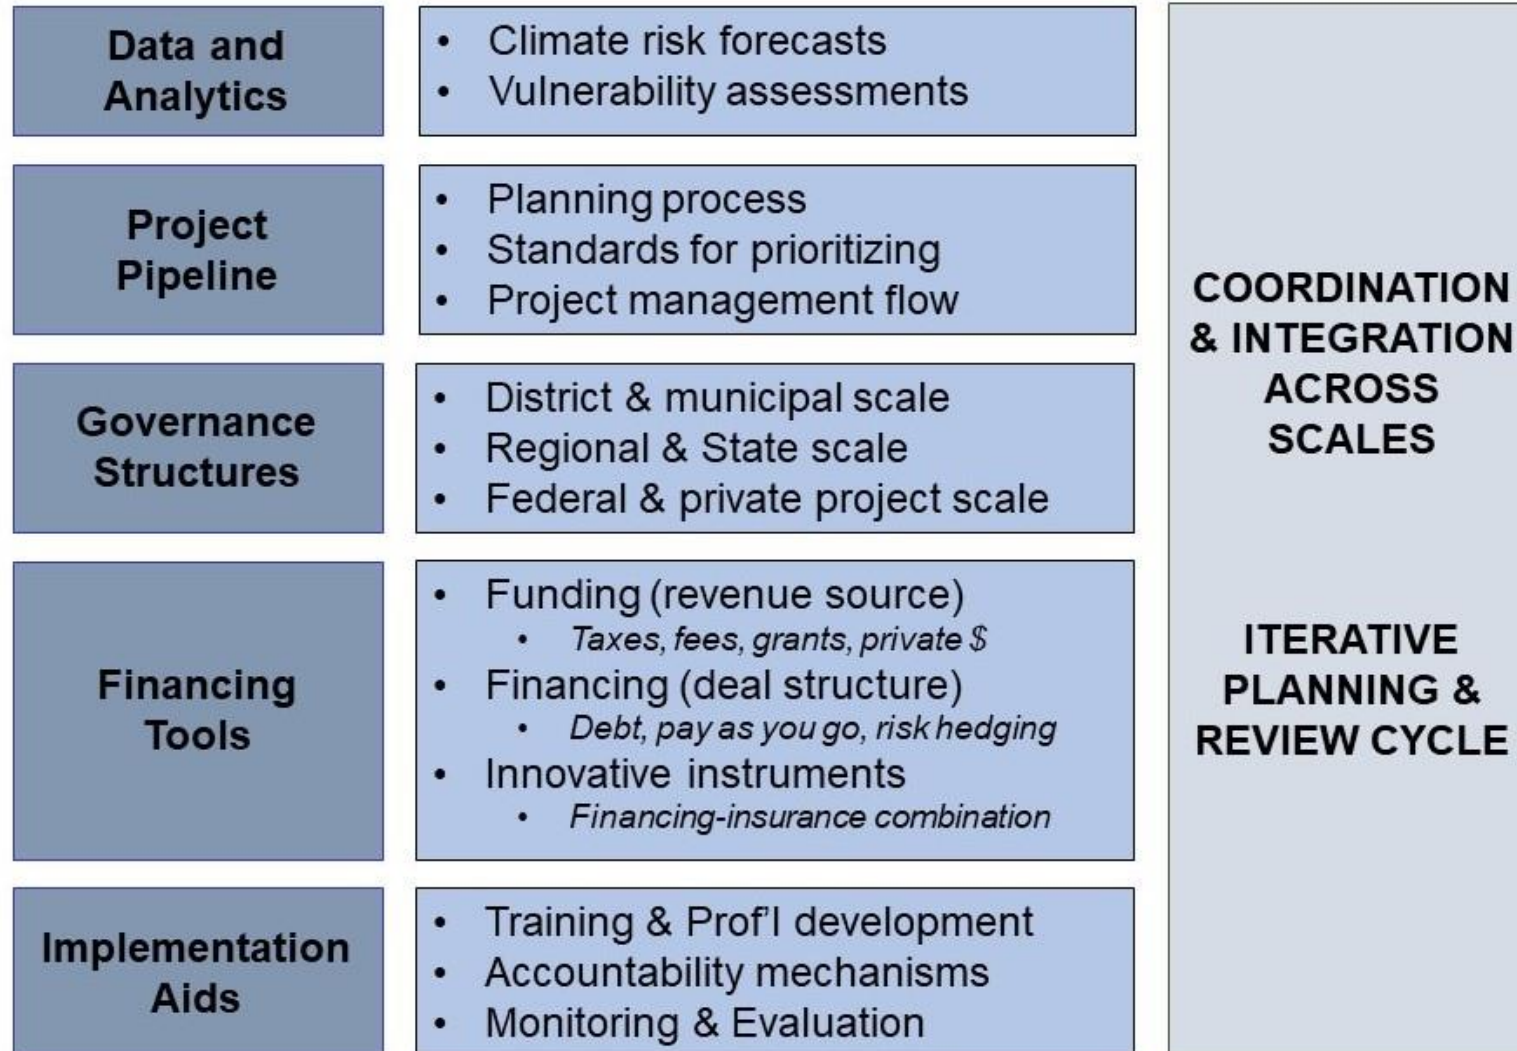 Data and
Analytics
• Climate risk forecasts
• Vulnerability assessments
Project
Pipeline
• Planning process
• Standards for prioritizing
• Project management flow
Governance
Structures
• District & municipal scale
• Regional & State scale
• Federal & private project scale
Financing
Tools
• Funding (revenue source)
• Taxes, fees, grants, private $
• Financing (deal structure)
• Debt, pay as you go, risk hedging
• Innovative instruments
• Financing-insurance combination
Implementation
Aids
• Training & Prof'l development
• Accountability mechanisms
• Monitoring & Evaluation
COORDINATION
& INTEGRATION
ACROSS
SCALES
ITERATIVE
PLANNING &
REVIEW CYCLE